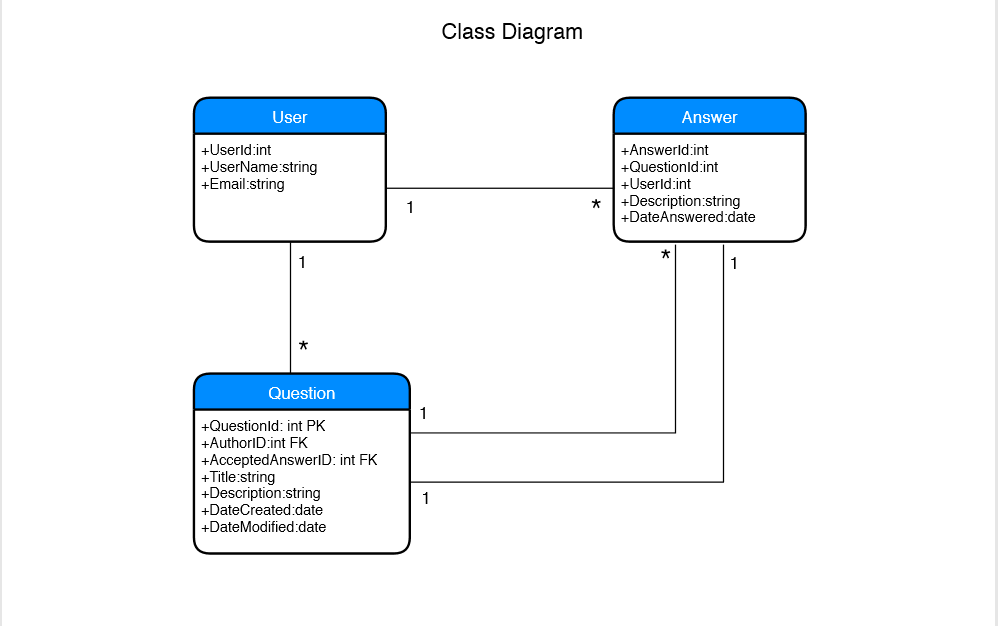 Class Diagram
User
+UserId:int
+UserName:string
+Email:string
Answer
+AnswerId:int
+QuestionId:int
+UserId:int
+Description:string
+DateAnswered:date
1
*
1
*
*
1
Question
+QuestionId: int PK
+AuthorID:int FK
+AcceptedAnswerID: int FK
+Title:string
+Description:string
+DateCreated:date
+DateModified:date
1
1